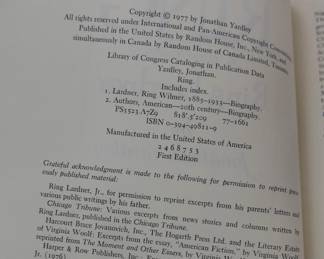 Copyright © 1977 by Jonathan Yardley
All rights reserved under International and Pan-American Copyright Conventions.
Published in the United States by Random House, Inc., New York, and
simultaneously in Canada by Random House of Canada Limited, Toronto.
Library of Congress Cataloging in Publication Data
Yardley, Jonathan.
Ring.
Includes index.
1. Lardner, Ring Wilmer, 1885-1933—Biography.
2. Authors, American—20th century—Biography.
PS3523.A7Z9 818'.5'209 77-1661
ISBN 0-394-49811-9
Manufactured in the United States of America
2 4 6 8 7 5 3
First Edition
Grateful acknowledgment is made to the following for permission to reprint previously published material:
Ring Lardner, Jr., for permission to reprint excerpts from his parents' letters and
various public writings by his father.
Chicago Tribune: Various excerpts from news stories and columns written by
Ring Lardner, published in the Chicago Tribune.
Harcourt Brace Jovanovich, Inc., The Hogarth Press Ltd. and the Literary Estate
of Virginia Woolf: Excerpts from the essay, "American Fiction," by Virginia Woolf
reprinted from The Moment and Other Essays, by Virginia
Harper & Row Publishers, Inc.
Jr. (1976)